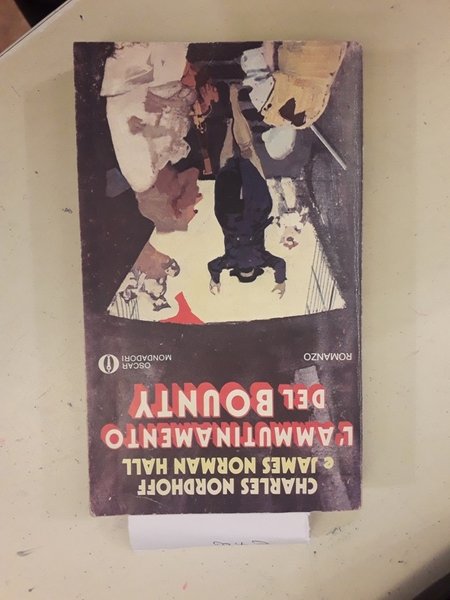 CHARLES NORDHOFF
e JAMES NORMAN HALL
L'AMMUTINAMENTO
DEL BOUNTY
ROMANZO
OSCAR
MONDADORI